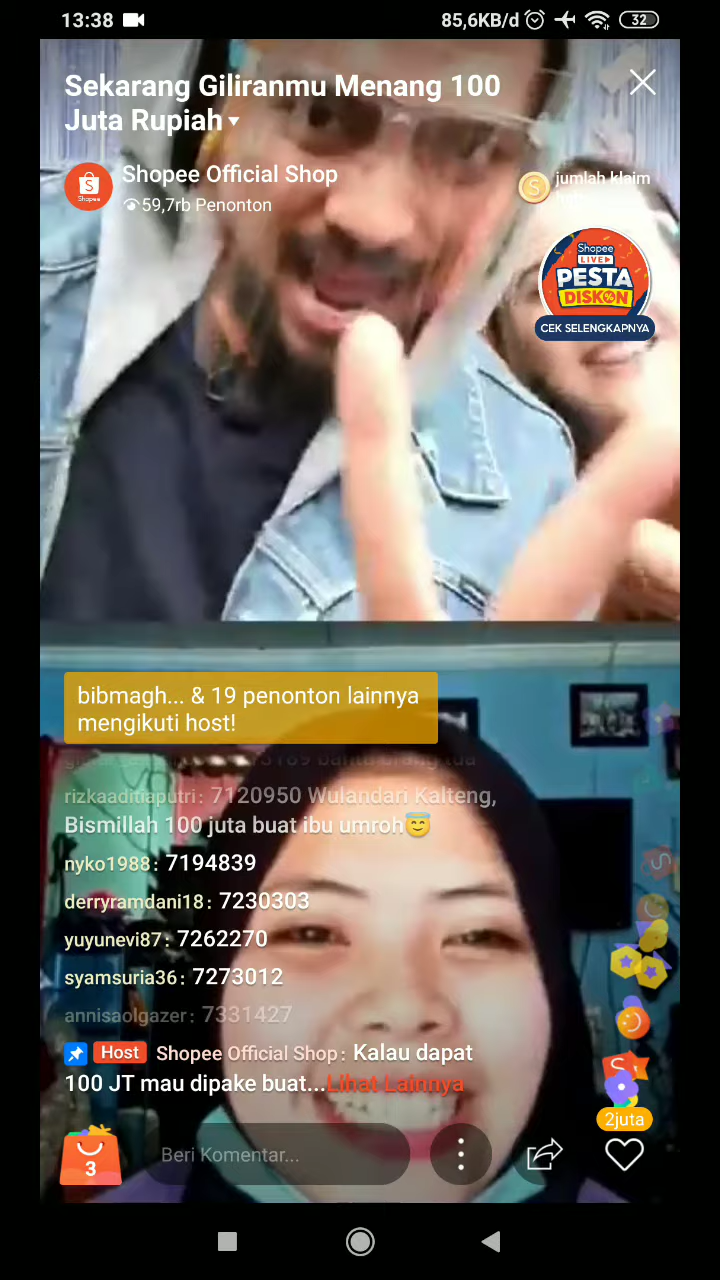 13:38
85,6KB/d
32
Sekarang Giliranmu Menang 100
Juta Rupiah
Shopee Official Shop
59,7rb Penonton
jumlah klaim
Shopee
LIVE
PESTA
DISKON
CEK SELENGKAPNYA
bibmagh... & 19 penonton lainnya
mengikuti host!
rizkaaditiaputri: 7120950 Wulandari Kalteng,
Bismillah 100 juta buat ibu umroh😇
nyko1988: 7194839
derryramdani18: 7230303
yuyunevi87: 7262270
syamsuria36: 7273012
annisaolgazer: 7331427
Host Shopee Official Shop: Kalau dapat
100 JT mau dipake buat...Lihat Lainnya
2juta
3
Beri Komentar...